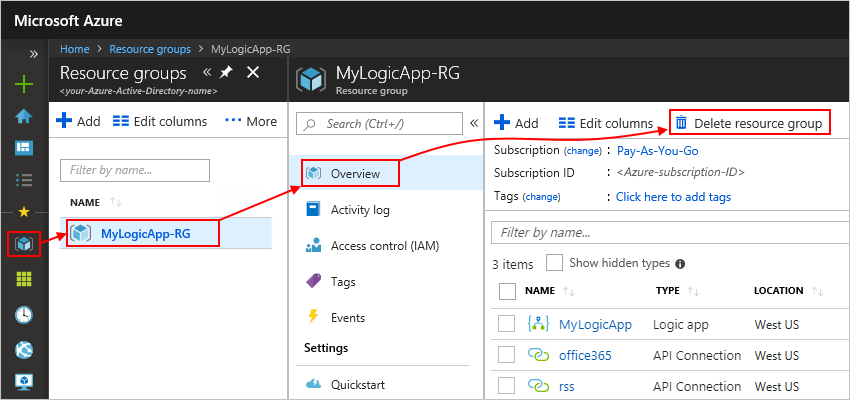 Microsoft Azure
»
Home > Resource groups > MyLogicApp-RG
Resource groups «
<your-Azure-Active-Directory-name>
Add Edit columns ... More
Filter by name...
NAME
MyLogicApp-RG
MyLogicApp-RG
Resource group
Search (Ctrl+/) «
Overview
Activity log
Access control (IAM)
Tags
Events
Settings
Quickstart
Add Edit columns Delete resource group
Subscription (change) : Pay-As-You-Go
Subscription ID : <Azure-subscription-ID>
Tags (change) : Click here to add tags
Filter by name...
3 items Show hidden types
NAME TYPE LOCATION
MyLogicApp Logic app West US
office365 API Connection West US
rss API Connection West US